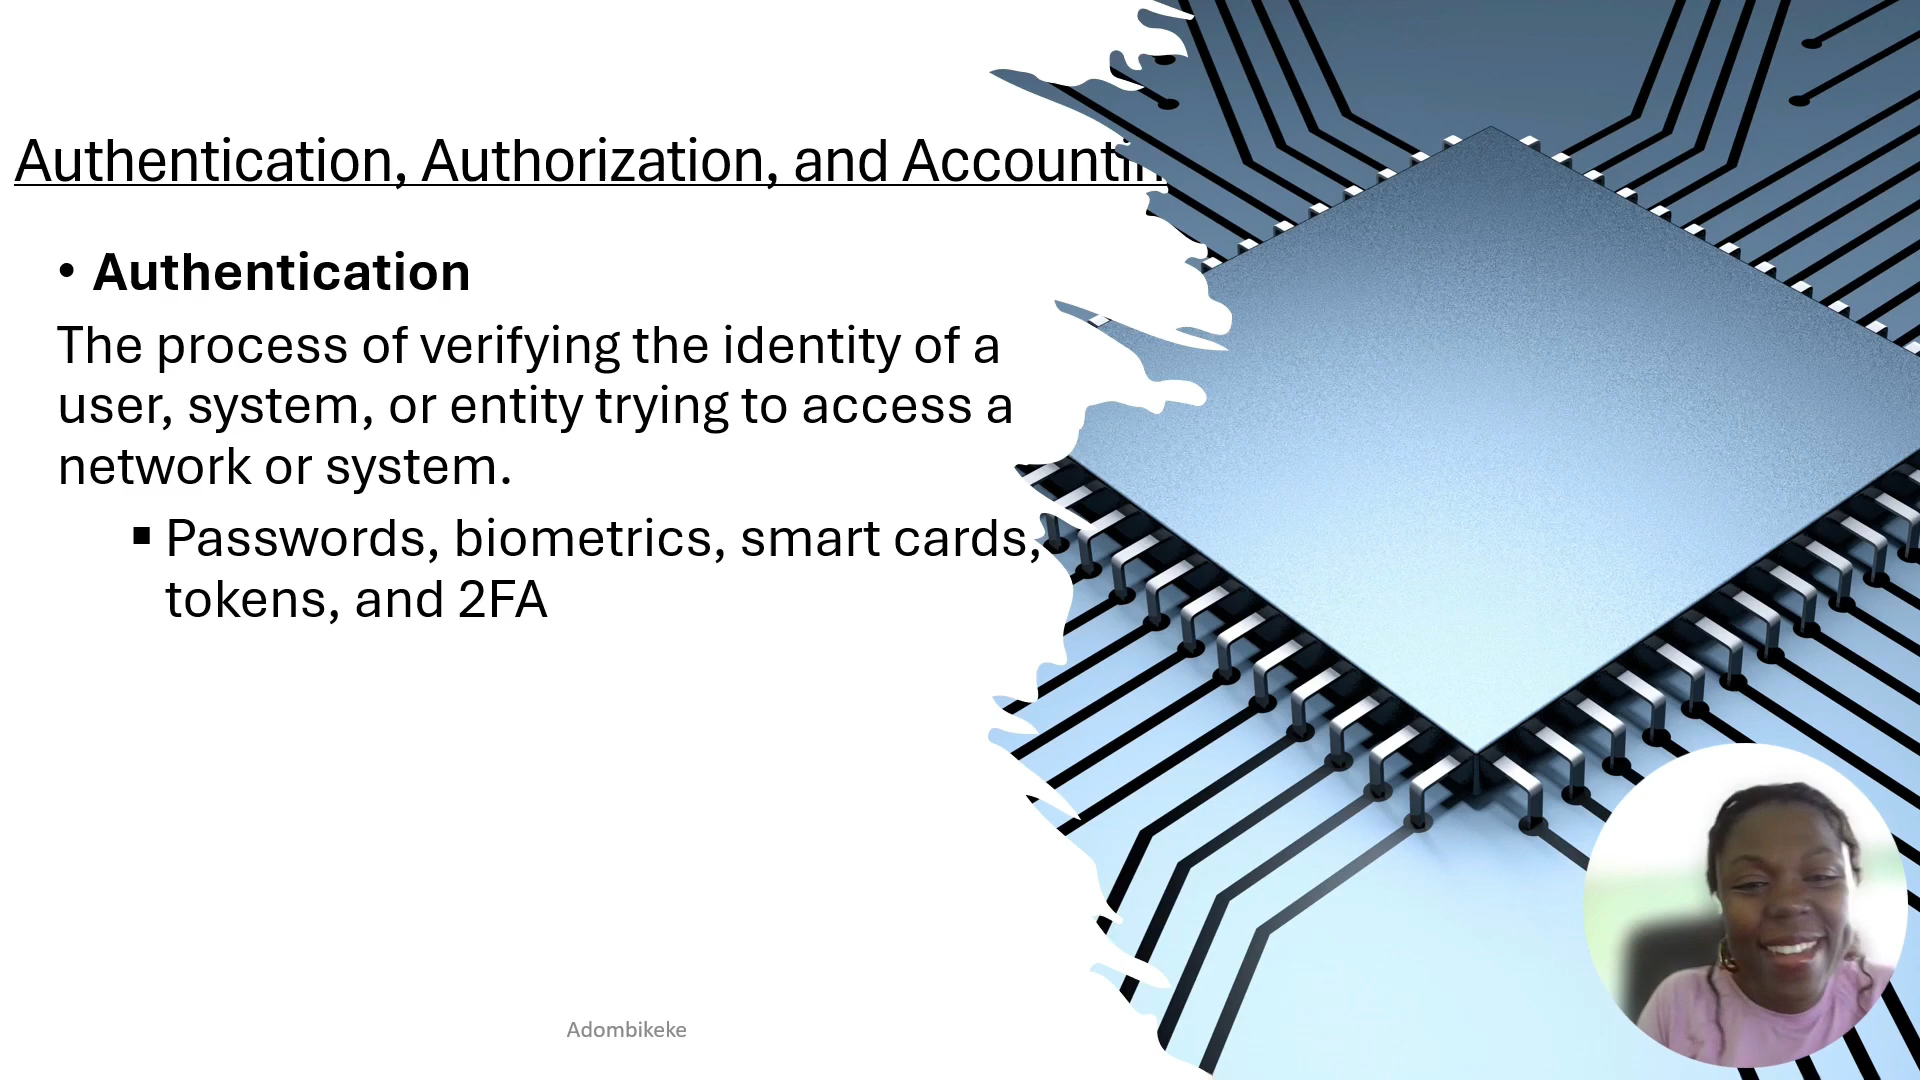 Authentication, Authorization, and Accountin
• Authentication
The process of verifying the identity of a
user, system, or entity trying to access a
network or system.
▪ Passwords, biometrics, smart cards,
tokens, and 2FA
Adombikeke